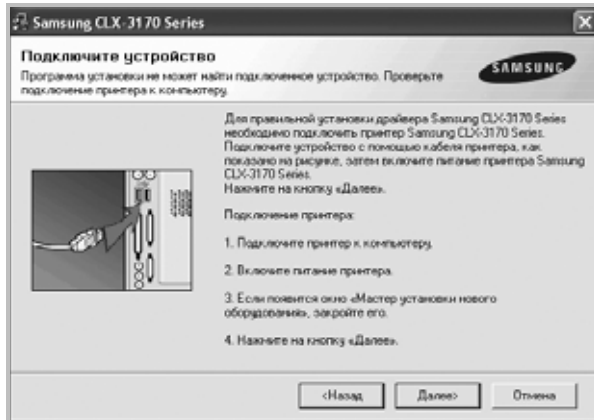 Samsung CLX-3170 Series
Подключите устройство
Программа установки не может найти подключенное устройство. Проверьте
подключение принтера к компьютеру.
SAMSUNG
Для правильной установки драйвера Samsung CLX-3170 Series
необходимо подключить принтер Samsung CLX-3170 Series.
Подключите устройство с помощью кабеля принтера, как
показано на рисунке, затем включите питание принтера Samsung
CLX-3170 Series.
Нажмите на кнопку «Далее».
Подключение принтера:
1. Подключите принтер к компьютеру.
2. Включите питание принтера.
3. Если появится окно «Мастер установки нового
оборудования», закройте его.
4. Нажмите на кнопку «Далее».
<Назад
Далее>
Отмена